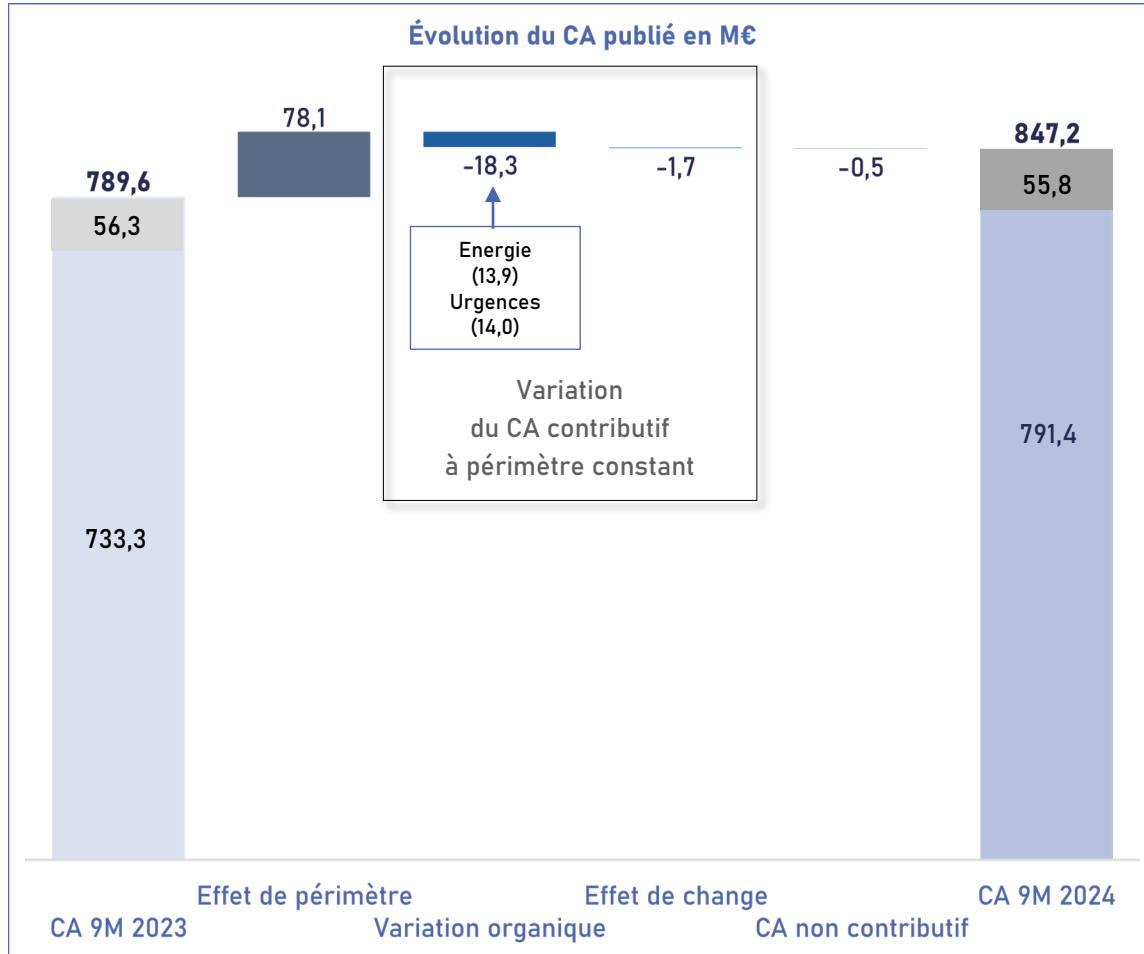 Évolution du CA publié en M€
789,6
56,3
733,3
78,1
-18,3
Energie
(13,9)
Urgences
(14,0)
Variation
du CA contributif
à périmètre constant
-1,7
-0,5
847,2
55,8
791,4
CA 9M 2023
Effet de périmètre
Variation organique
Effet de change
CA non contributif
CA 9M 2024